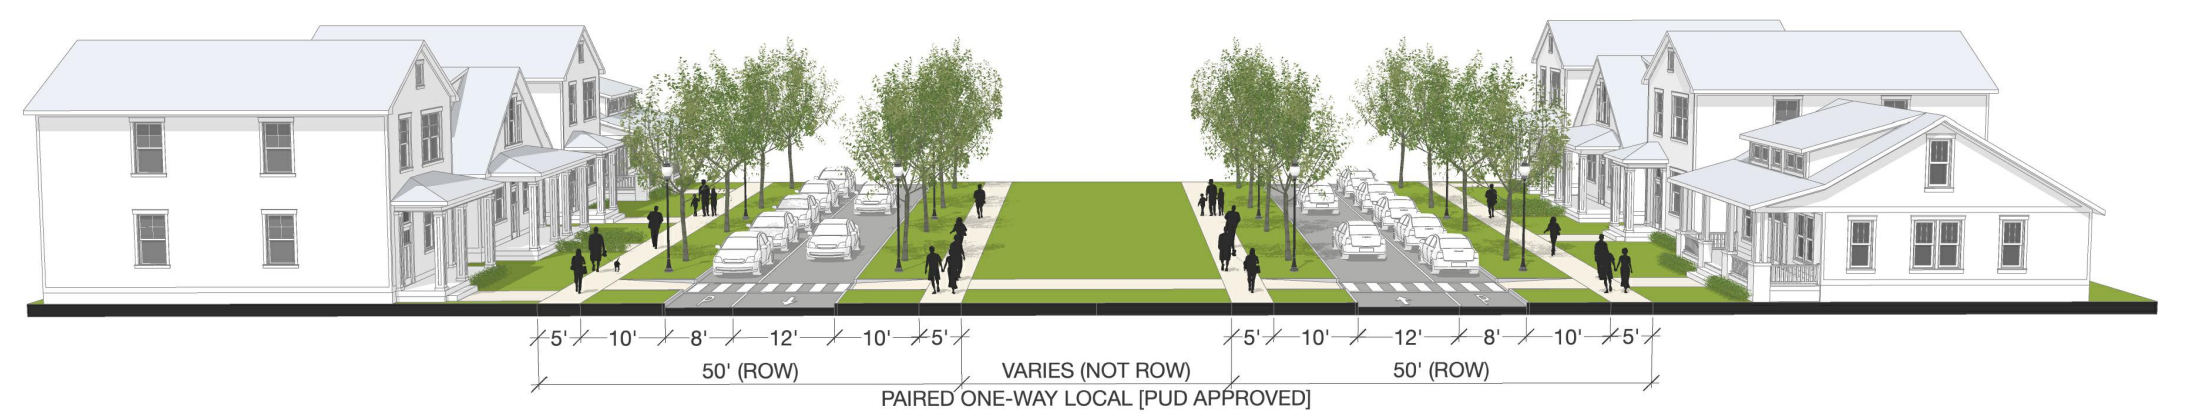 5' 10' 8' 12' 10' 5' 5' 10' 12' 8' 10' 5'
50' (ROW) VARIES (NOT ROW) 50' (ROW)
PAIRED ONE-WAY LOCAL [PUD APPROVED]